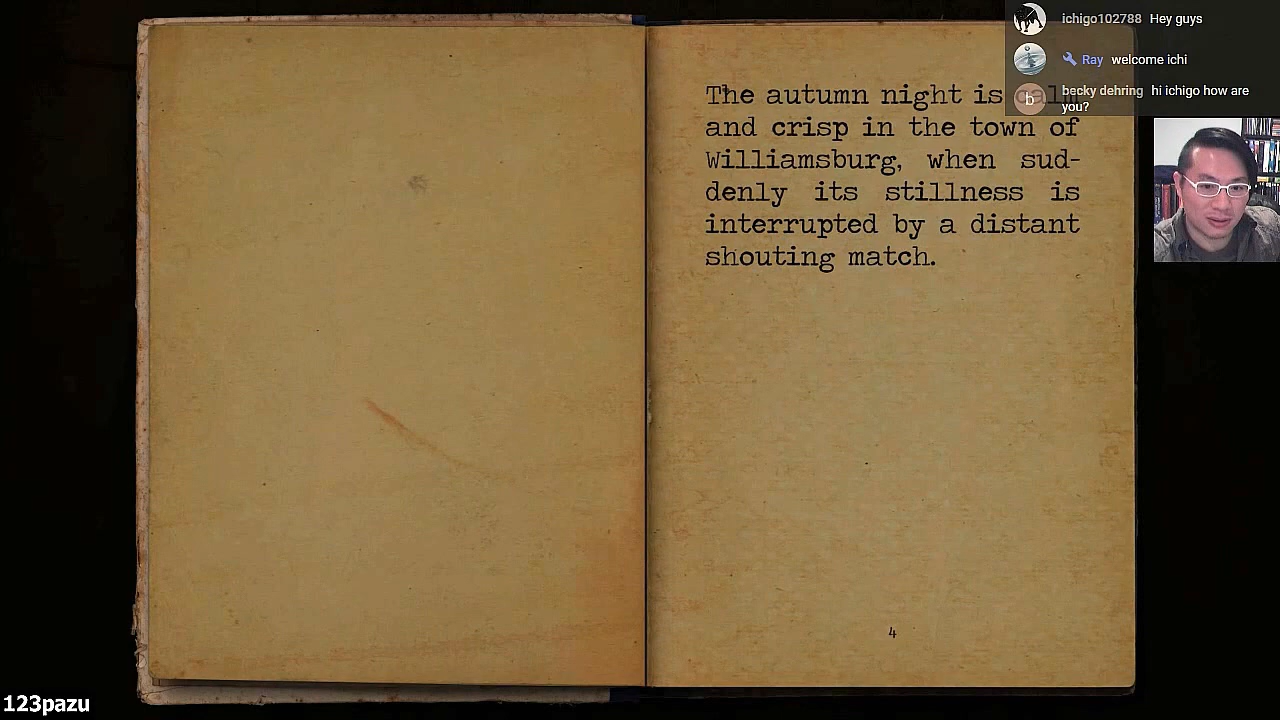 ichigo102788 Hey guys
Ray welcome ichi
becky dehring hi ichigo how are
you?
b
The autumn night is calm
and crisp in the town of
Williamsburg, when sud-
denly its stillness is
interrupted by a distant
shouting match.
4
123pazu